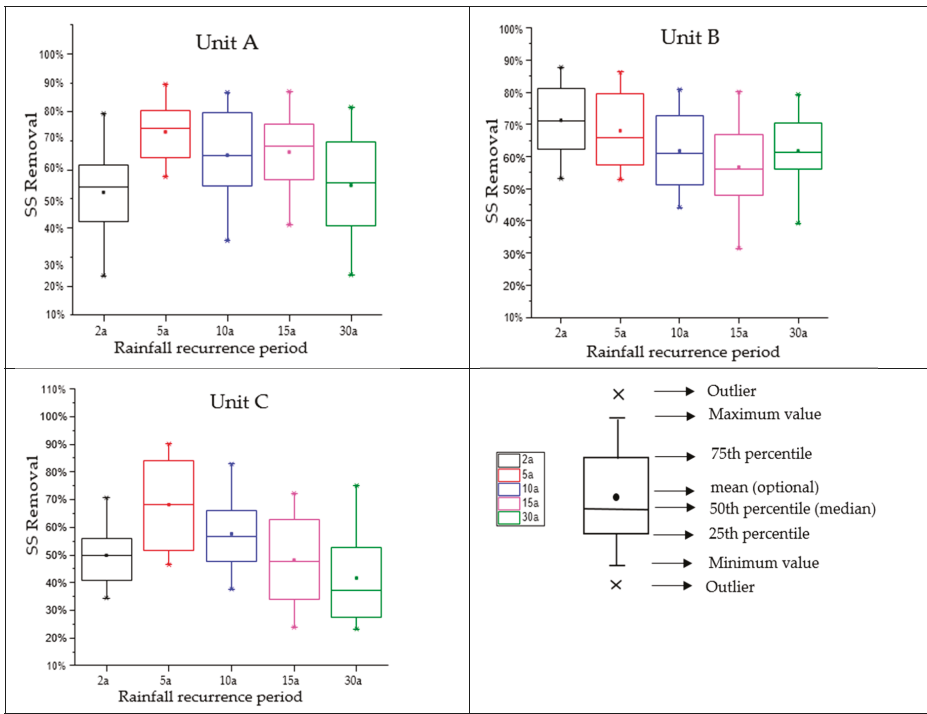 Unit A
100%
90%
80%
70%
60%
50%
40%
30%
20%
10%
SS Removal
2a 5a 10a 15a 30a
Rainfall recurrence period
Unit B
100%
90%
80%
70%
60%
50%
40%
30%
20%
10%
SS Removal
2a 5a 10a 15a 30a
Rainfall recurrence period
Unit C
110%
100%
90%
80%
70%
60%
50%
40%
30%
20%
10%
SS Removal
2a 5a 10a 15a 30a
Rainfall recurrence period
2a
5a
10a
15a
30a
Outlier
Maximum value
75th percentile
mean (optional)
50th percentile (median)
25th percentile
Minimum value
Outlier